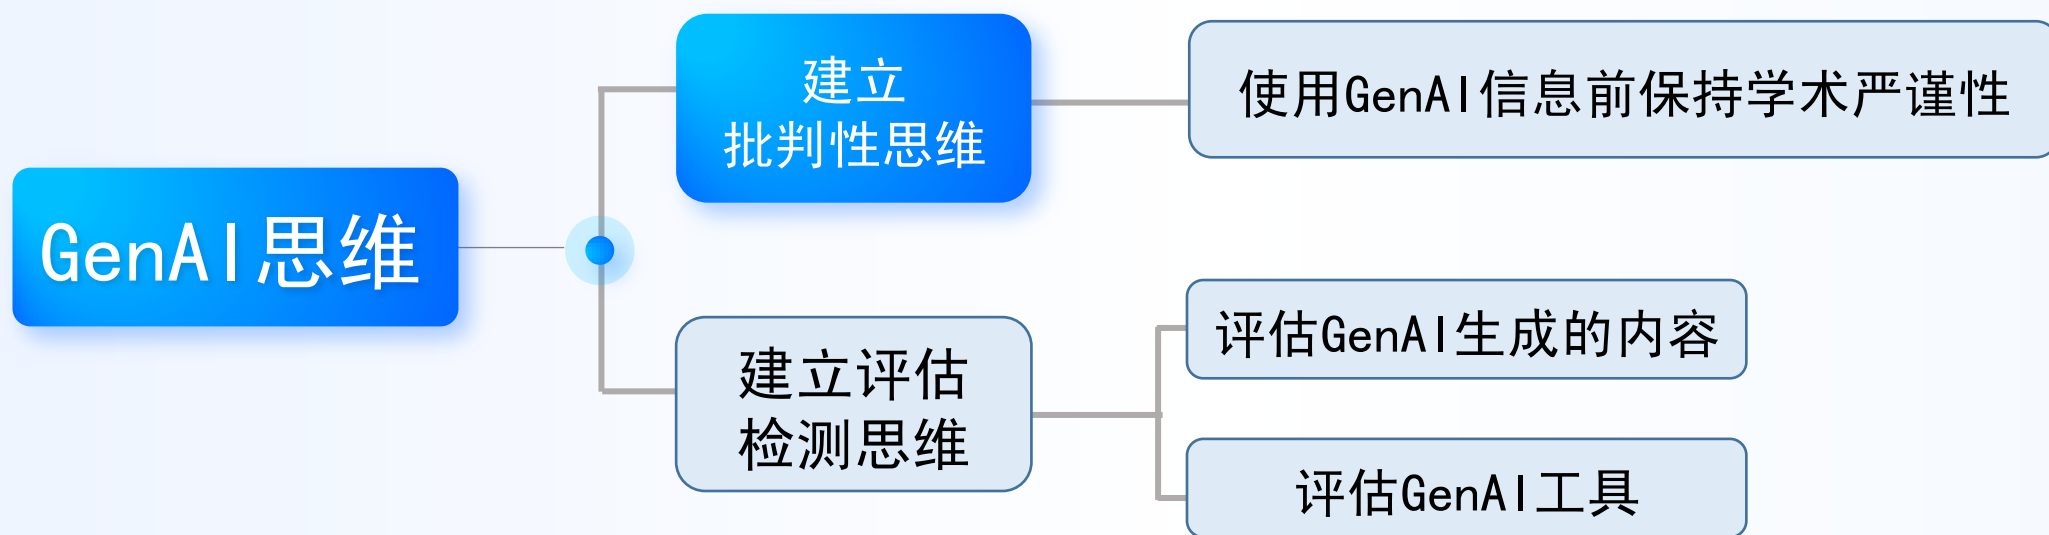 GenAI思维
建立
批判性思维
使用GenAI信息前保持学术严谨性
建立评估
检测思维
评估GenAI生成的内容
评估GenAI工具